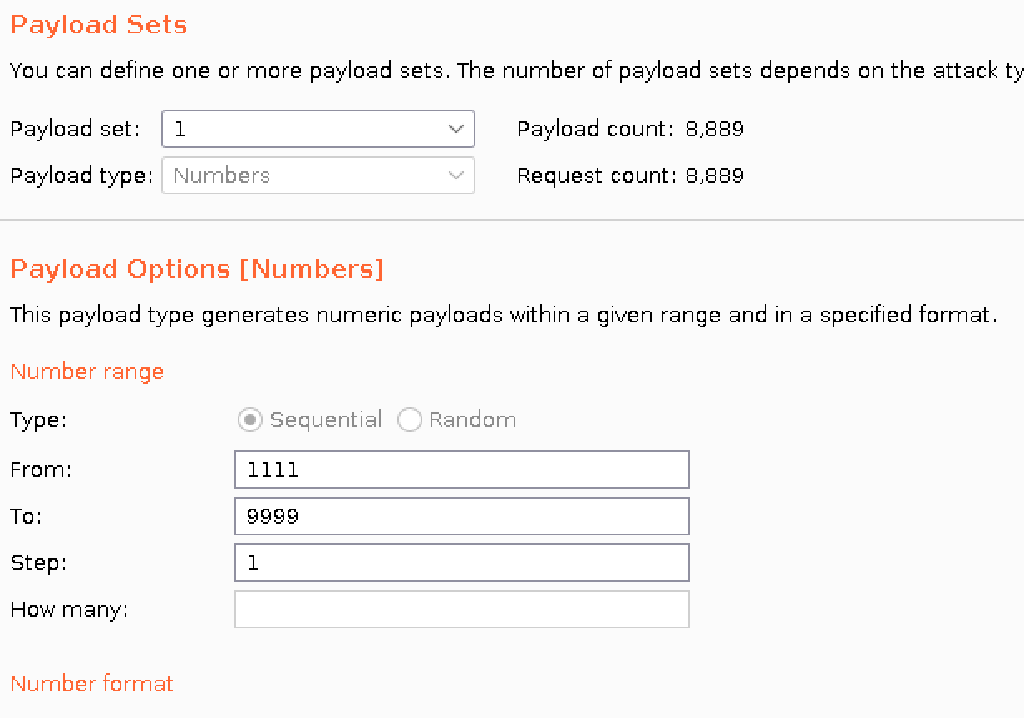 Payload Sets
You can define one or more payload sets. The number of payload sets depends on the attack ty
Payload set: 1 Payload count: 8,889
Payload type: Numbers Request count: 8,889
Payload Options [Numbers]
This payload type generates numeric payloads within a given range and in a specified format.
Number range
Type: Sequential Random
From: 1111
To: 9999
Step: 1
How many:
Number format